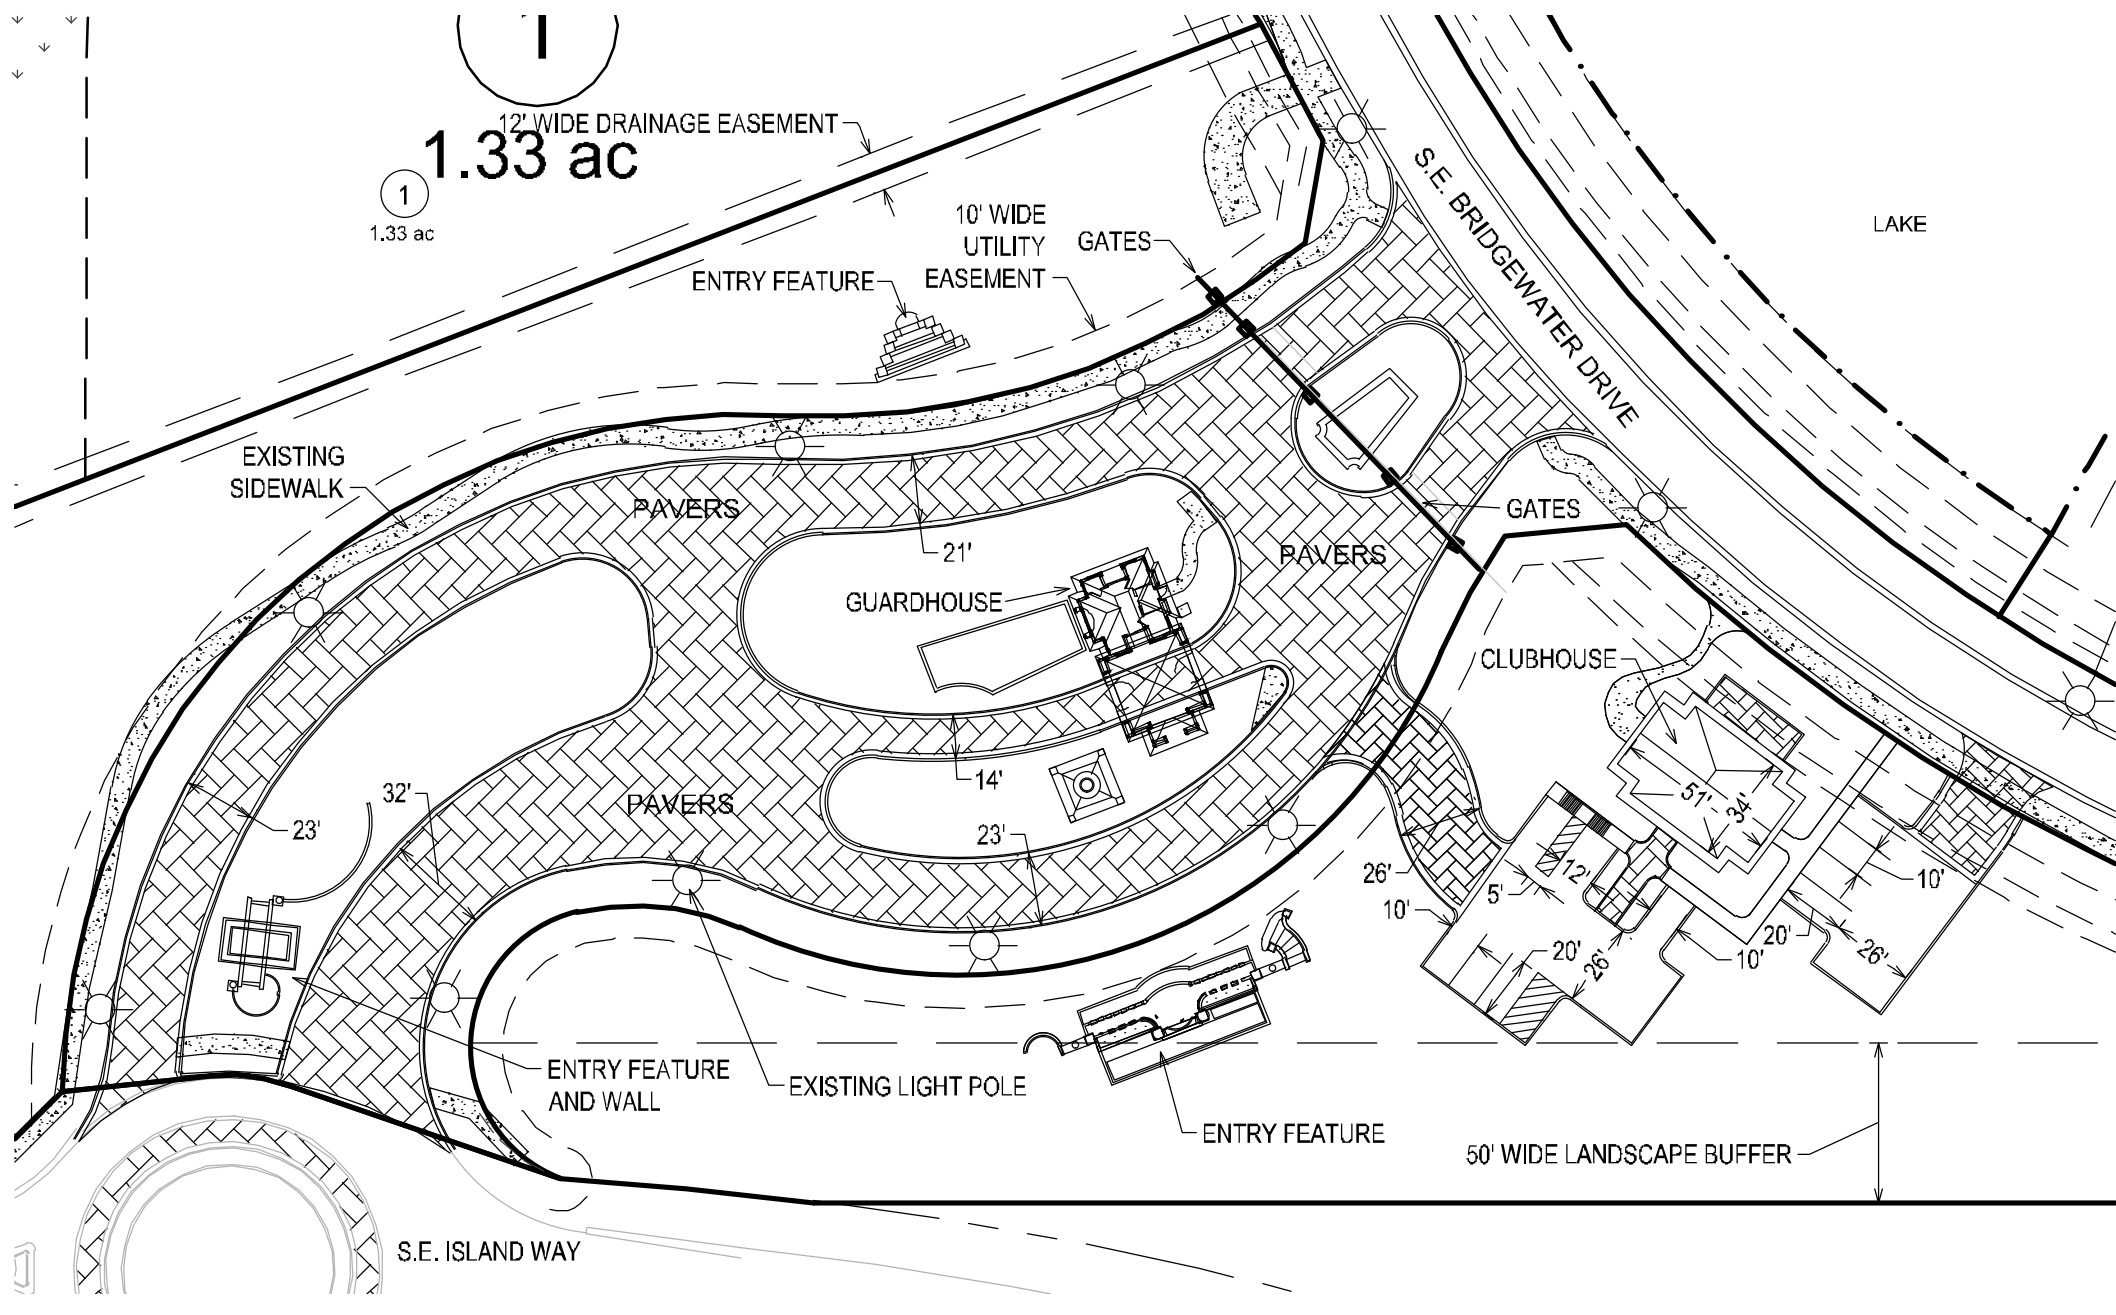 1
12' WIDE DRAINAGE EASEMENT
1.33 ac
1
1.33 ac
10' WIDE
UTILITY
EASEMENT
GATES
ENTRY FEATURE
S.E. BRIDGEWATER DRIVE
LAKE
EXISTING
SIDEWALK
PAVERS
21'
GATES
PAVERS
GUARDHOUSE
CLUBHOUSE
14'
32'
PAVERS
23'
23'
51'
34'
26'
10'
5'
12'
10'
20'
26'
10'
20'
26'
ENTRY FEATURE
AND WALL
EXISTING LIGHT POLE
ENTRY FEATURE
50' WIDE LANDSCAPE BUFFER
S.E. ISLAND WAY